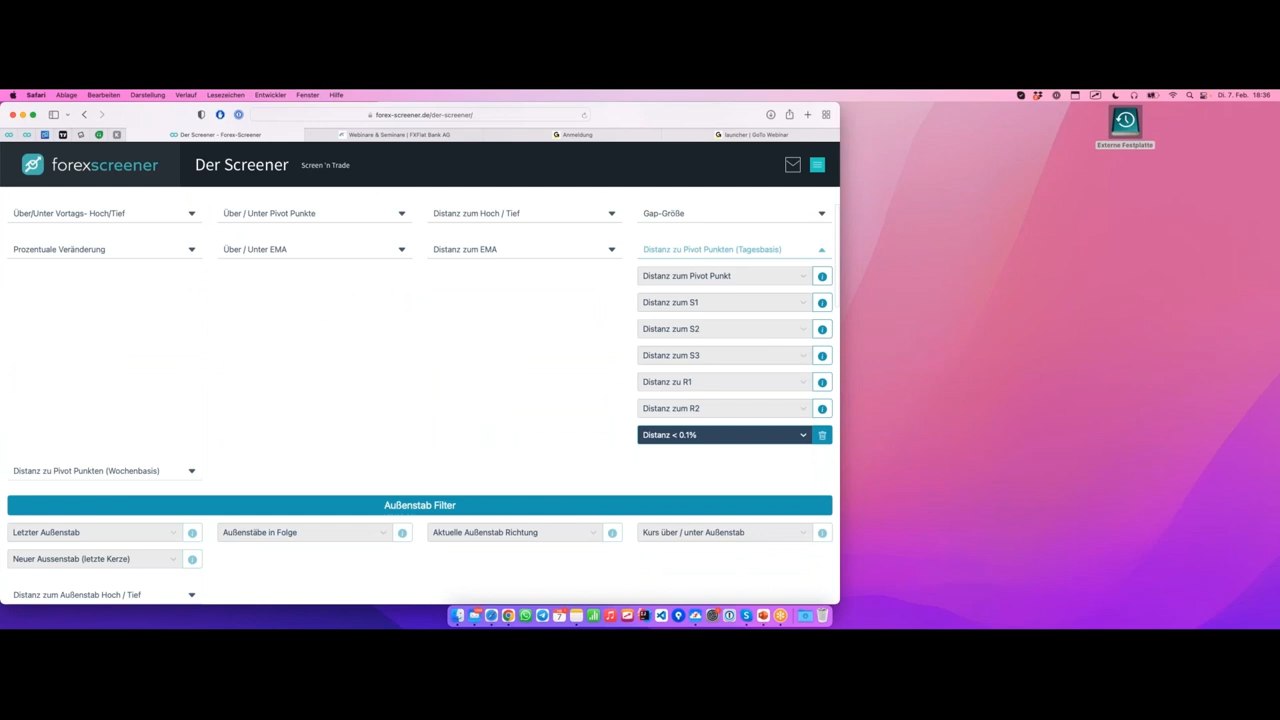 Safari Ablage Bearbeiten Darstellung Verlauf Lesezeichen Entwickler Fenster Hilfe
Di. 7. Feb. 18:36
forex-screener.de/der-screener/
Der Screener - Forex-Screener
Webinare & Seminare | FXFlat Bank AG
Anmeldung
launcher | GoTo Webinar
Externe Festplatte
forexscreener
Der Screener
Screen 'n Trade
Über/Unter Vortags- Hoch/Tief
Über / Unter Pivot Punkte
Distanz zum Hoch / Tief
Gap-Größe
Prozentuale Veränderung
Über / Unter EMA
Distanz zum EMA
Distanz zu Pivot Punkten (Tagesbasis)
Distanz zum Pivot Punkt
Distanz zum S1
Distanz zum S2
Distanz zum S3
Distanz zu R1
Distanz zum R2
Distanz < 0.1%
Distanz zu Pivot Punkten (Wochenbasis)
Außenstab Filter
Letzter Außenstab
Außenstäbe in Folge
Aktuelle Außenstab Richtung
Kurs über / unter Außenstab
Neuer Aussenstab (letzte Kerze)
Distanz zum Außenstab Hoch / Tief